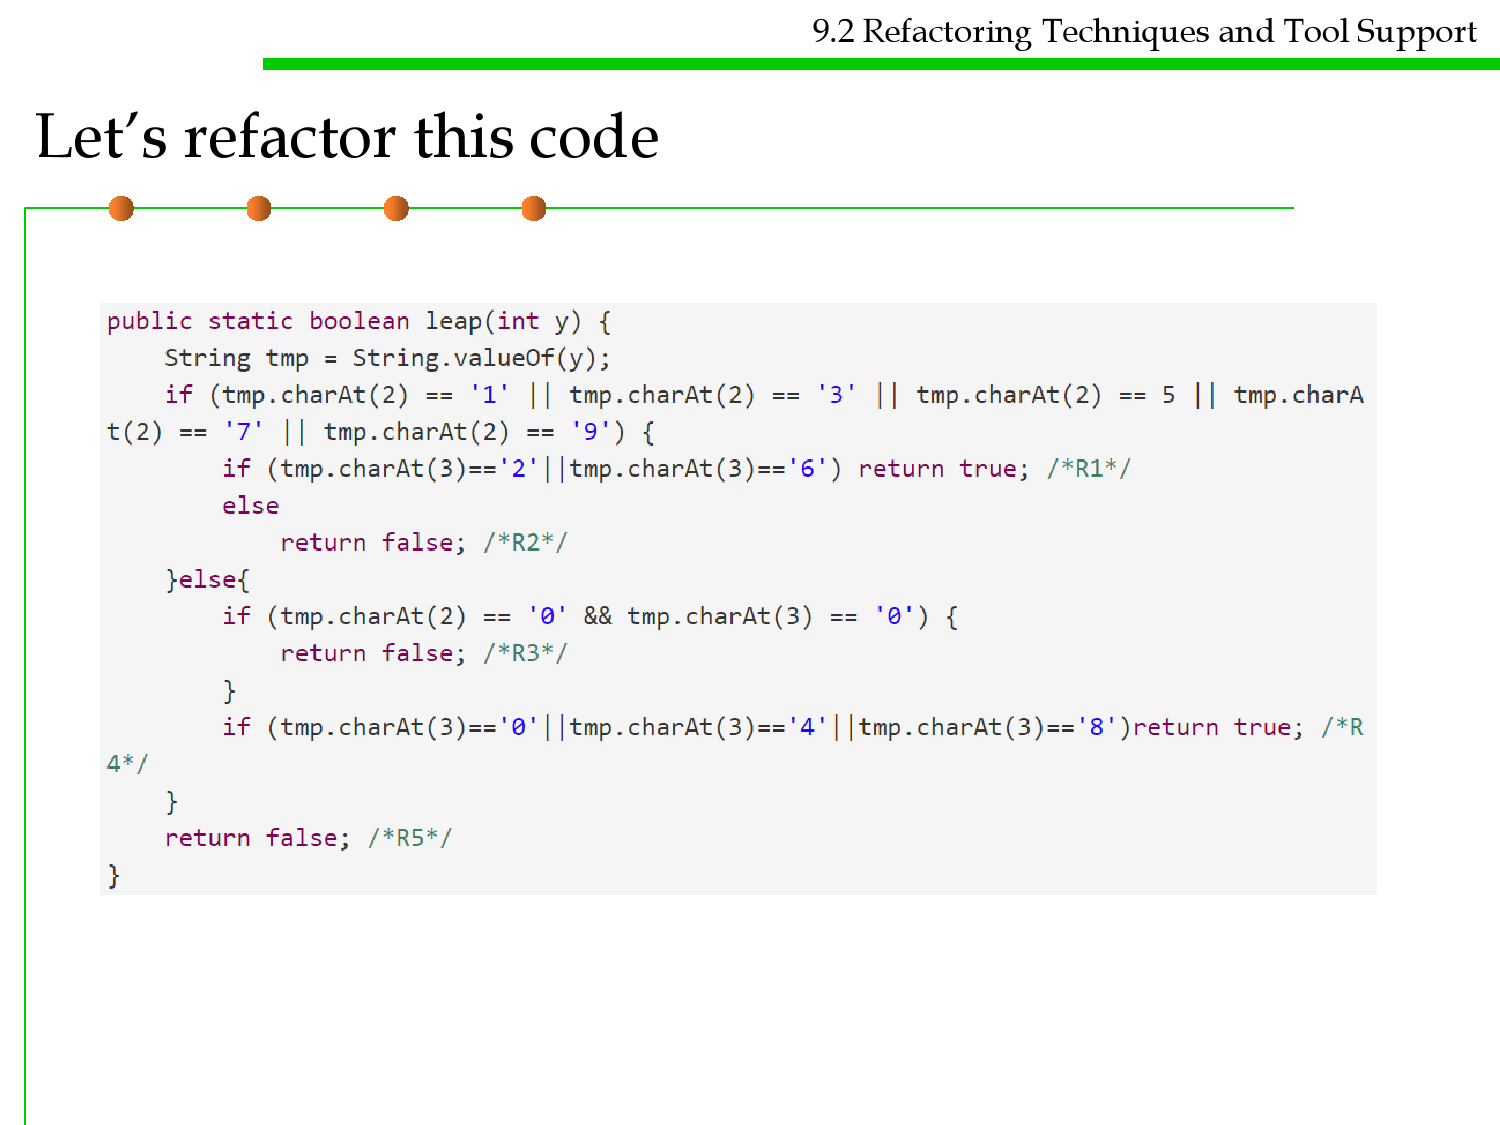 9.2 Refactoring Techniques and Tool Support
Let’s refactor this code
public static boolean leap(int y) {
    String tmp = String.valueOf(y);
    if (tmp.charAt(2) == '1' || tmp.charAt(2) == '3' || tmp.charAt(2) == 5 || tmp.charA
t(2) == '7' || tmp.charAt(2) == '9') {
        if (tmp.charAt(3)=='2'||tmp.charAt(3)=='6') return true; /*R1*/
        else
            return false; /*R2*/
    }else{
        if (tmp.charAt(2) == '0' && tmp.charAt(3) == '0') {
            return false; /*R3*/
        }
        if (tmp.charAt(3)=='0'||tmp.charAt(3)=='4'||tmp.charAt(3)=='8')return true; /*R
4*/
    }
    return false; /*R5*/
}